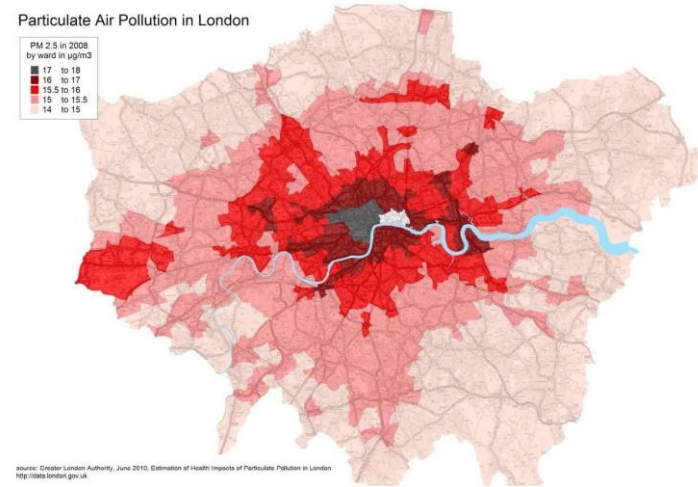 Particulate Air Pollution in London
PM 2.5 in 2008
by ward in µg/m3
17 to 18
16 to 17
15.5 to 16
15 to 15.5
14 to 15
source: Greater London Authority, June 2010, Estimation of Health Impacts of Particulate Pollution in London
http://data.london.gov.uk